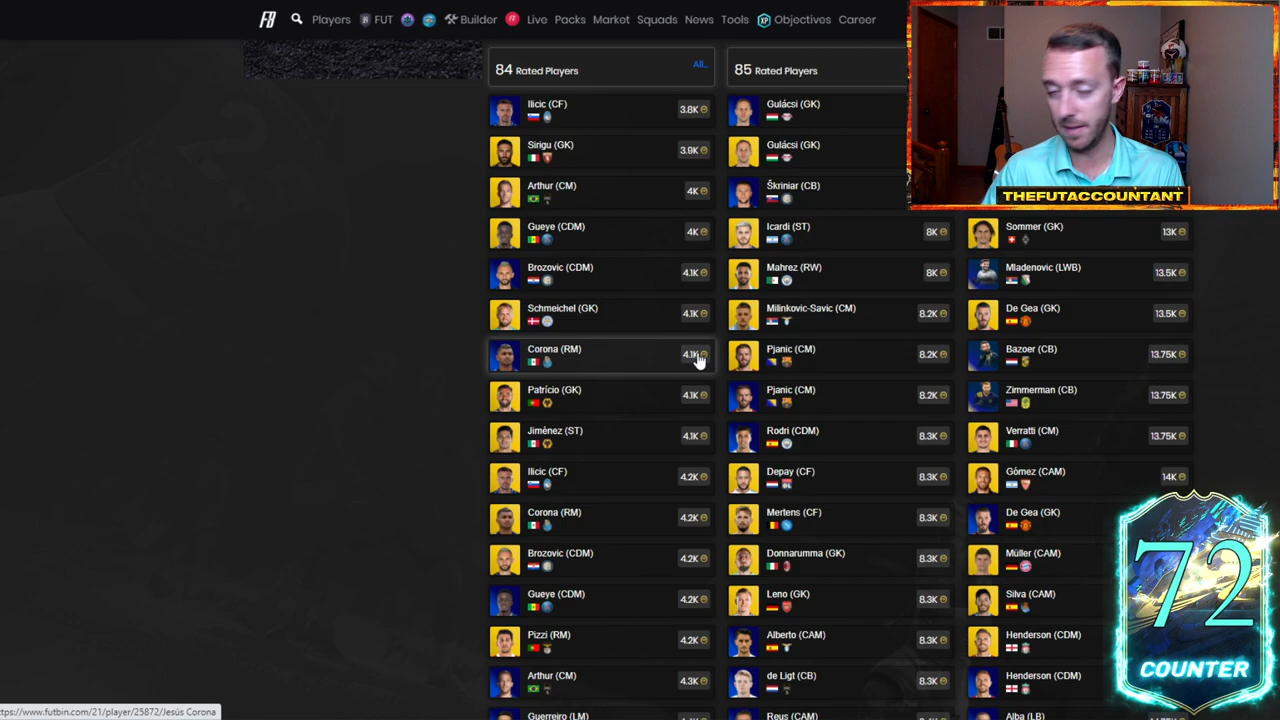 FB Players FUT Builder Live Packs Market Squads News Tools XP Objectives Career
84 Rated Players All..
Ilicic (CF) 3.8K
Sirigu (GK) 3.9K
Arthur (CM) 4K
Gueye (CDM) 4K
Brozovic (CDM) 4.1K
Schmeichel (GK) 4.1K
Corona (RM) 4.1K
Patrício (GK) 4.1K
Jiménez (ST) 4.1K
Ilicic (CF) 4.2K
Corona (RM) 4.2K
Brozovic (CDM) 4.2K
Gueye (CDM) 4.2K
Pizzi (RM) 4.2K
Arthur (CM) 4.3K
Guerreiro (LM)
85 Rated Players
Gulácsi (GK)
Gulácsi (GK)
Škriniar (CB)
Icardi (ST) 8K
Mahrez (RW) 8K
Milinkovic-Savic (CM) 8.2K
Pjanic (CM) 8.2K
Pjanic (CM) 8.2K
Rodri (CDM) 8.3K
Depay (CF) 8.3K
Mertens (CF) 8.3K
Donnarumma (GK) 8.3K
Leno (GK) 8.3K
Alberto (CAM) 8.3K
de Ligt (CB) 8.3K
Reus (CAM)
Sommer (GK) 13K
Mladenovic (LWB) 13.5K
De Gea (GK) 13.5K
Bazoer (CB) 13.75K
Zimmerman (CB) 13.75K
Verratti (CM) 13.75K
Gómez (CAM) 14K
De Gea (GK)
Müller (CAM)
Silva (CAM)
Henderson (CDM)
Henderson (CDM)
Alba (LB)
THEFUTACCOUNTANT
72
COUNTER
ttps://www.futbin.com/21/player/25872/Jesús Corona